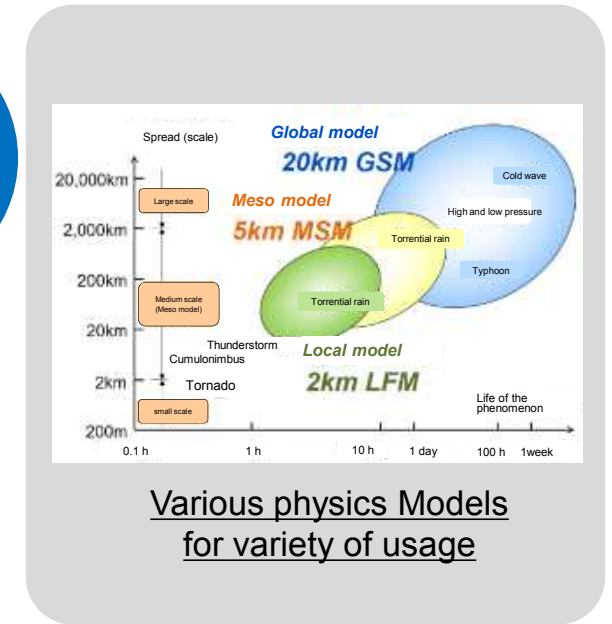 Spread (scale)
Global model
20km GSM
20,000km
Cold wave
Large scale
Meso model
High and low pressure
2,000km
5km MSM
Torrential rain
Typhoon
200km
Medium scale
(Meso model)
Torrential rain
20km
Thunderstorm
Local model
Cumulonimbus
2km
Tornado
2km LFM
Life of the
phenomenon
small scale
200m
0.1 h
1 h
10 h
1 day
100 h
1week
Various physics Models
for variety of usage